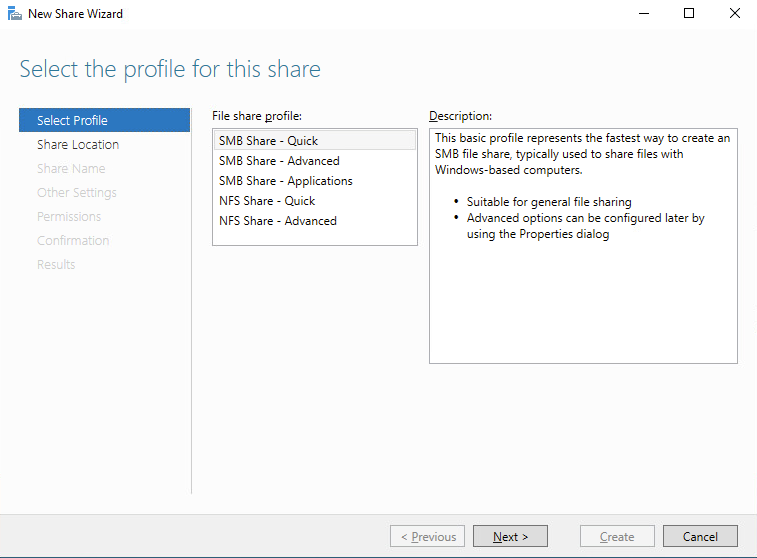 New Share Wizard
Select the profile for this share
Select Profile
Share Location
Share Name
Other Settings
Permissions
Confirmation
Results
File share profile:
SMB Share - Quick
SMB Share - Advanced
SMB Share - Applications
NFS Share - Quick
NFS Share - Advanced
Description:
This basic profile represents the fastest way to create an
SMB file share, typically used to share files with
Windows-based computers.
• Suitable for general file sharing
• Advanced options can be configured later by
using the Properties dialog
< Previous
Next >
Create
Cancel